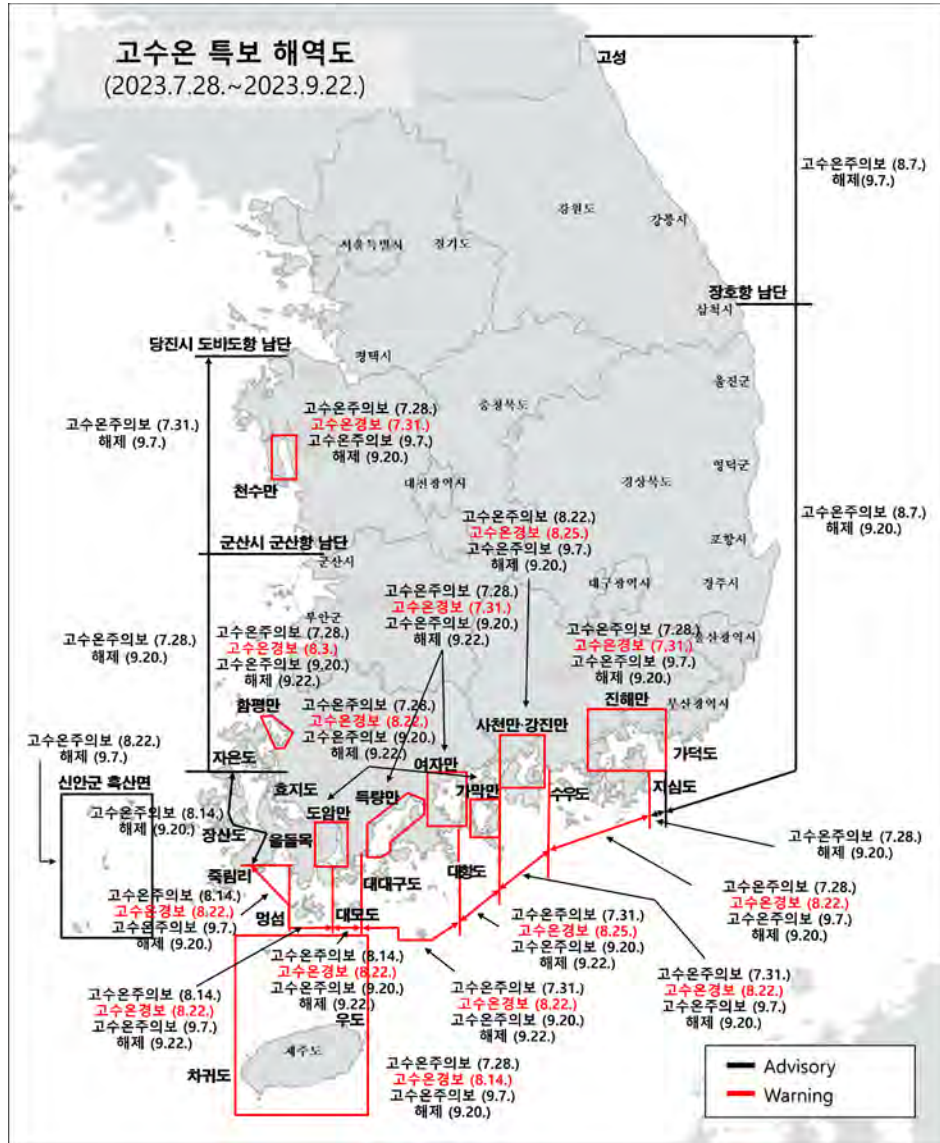 고수온 특보 해역도
(2023.7.28.~2023.9.22.)
고성
고수온주의보 (8.7.)
해제(9.7.)
강원도
강릉시
서울특별시
경기도
장호항 남단
삼척시
당진시 도바도항 남단
평택시
울진군
충청북도
고수온주의보 (7.31.)
해제 (9.7.)
고수온주의보 (7.28.)
고수온경보 (7.31.)
고수온주의보 (9.7.)
해제 (9.20.)
천수만
대전광역시
경상북도
영덕군
고수온주의보 (8.22.)
고수온경보 (8.25.)
고수온주의보 (9.7.)
해제 (9.20.)
고수온주의보 (8.7.)
해제 (9.20.)
포항시
군산시 군산항 남단
군산시
대구광역시
경주시
고수온주의보 (7.28.)
고수온경보 (7.31.)
고수온주의보 (9.20.)
해제 (9.22.)
부안군
고수온주의보 (7.28.)
해제 (9.20.)
고수온주의보 (7.28.)
고수온경보 (8.3.)
고수온주의보 (9.20.)
해제 (9.22.)
함평만
고수온주의보 (7.28.)
고수온경보 (7.31.)
고수온주의보 (9.7.)
해제 (9.20.)
울산광역시
진해만
부산광역시
고수온주의보 (7.28.)
고수온경보 (8.22.)
고수온주의보 (9.20.)
해제 (9.22.)
사천만·강진만
가덕도
고수온주의보 (8.22.)
해제 (9.7.)
신안군 흑산면
자은도
여자만
효지도
득량만
가막만
수우도
지심도
도암만
고수온주의보 (8.14.)
해제 (9.20.)
장산도
울돌목
고수온주의보 (7.28.)
해제 (9.20.)
죽림리
대대구도
대항도
고수온주의보 (8.14.)
고수온경보 (8.22.)
고수온주의보 (9.7.)
해제 (9.20.)
멍섬
대모도
고수온주의보 (7.28.)
고수온경보 (8.22.)
고수온주의보 (9.7.)
해제 (9.20.)
고수온주의보 (7.31.)
고수온경보 (8.25.)
고수온주의보 (9.20.)
해제 (9.22.)
고수온주의보 (8.14.)
고수온경보 (8.22.)
고수온주의보 (9.20.)
해제 (9.22.)
고수온주의보 (7.31.)
고수온경보 (8.22.)
고수온주의보 (9.7.)
해제 (9.20.)
고수온주의보 (8.14.)
고수온경보 (8.22.)
고수온주의보 (9.7.)
해제 (9.22.)
고수온주의보 (7.31.)
고수온경보 (8.22.)
고수온주의보 (9.20.)
해제 (9.22.)
우도
제주도
차귀도
고수온주의보 (7.28.)
고수온경보 (8.14.)
고수온주의보 (9.7.)
해제 (9.20.)
Advisory
Warning